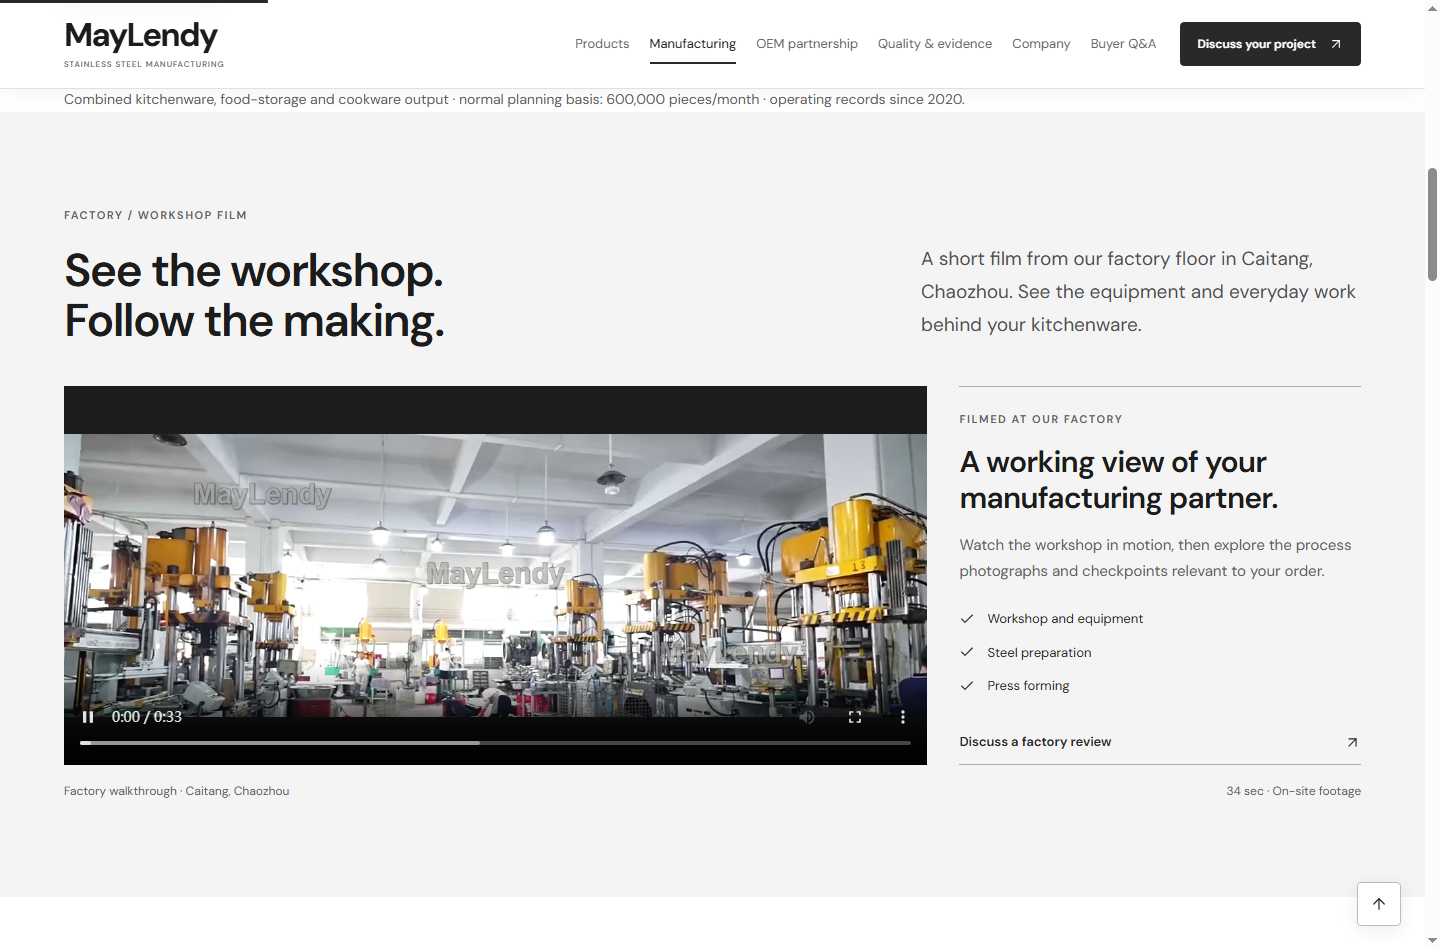 MayLendy
STAINLESS STEEL MANUFACTURING
Products
Manufacturing
OEM partnership
Quality & evidence
Company
Buyer Q&A
Discuss your project
Combined kitchenware, food-storage and cookware output · normal planning basis: 600,000 pieces/month · operating records since 2020.
FACTORY / WORKSHOP FILM
See the workshop.
Follow the making.
A short film from our factory floor in Caitang,
Chaozhou. See the equipment and everyday work
behind your kitchenware.
MayLendy
MayLendy
MayLendy
13
0:00 / 0:33
FILMED AT OUR FACTORY
A working view of your
manufacturing partner.
Watch the workshop in motion, then explore the process
photographs and checkpoints relevant to your order.
Workshop and equipment
Steel preparation
Press forming
Discuss a factory review
Factory walkthrough · Caitang, Chaozhou
34 sec · On-site footage